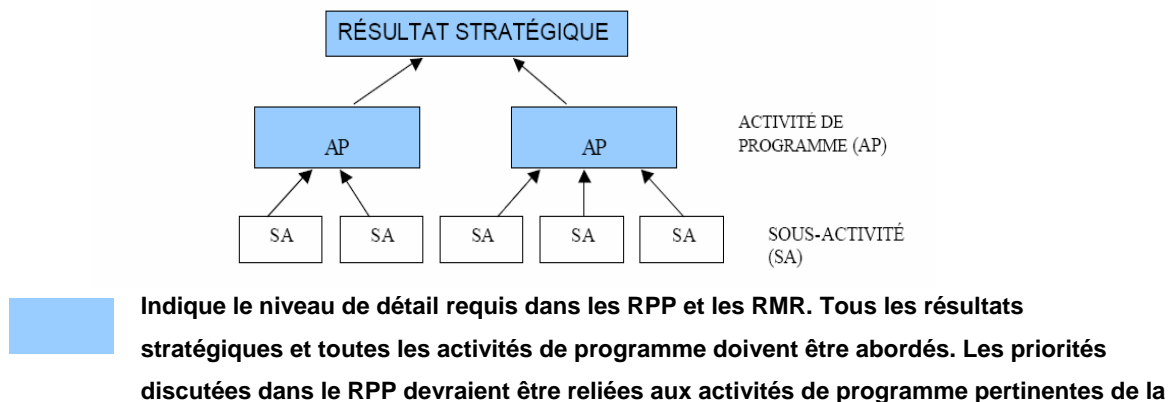 RÉSULTAT STRATÉGIQUE
AP
AP
ACTIVITÉ DE
PROGRAMME (AP)
SA
SA
SA
SA
SA
SOUS-ACTIVITÉ
(SA)
Indique le niveau de détail requis dans les RPP et les RMR. Tous les résultats
stratégiques et toutes les activités de programme doivent être abordés. Les priorités
discutées dans le RPP devraient être reliées aux activités de programme pertinentes de la